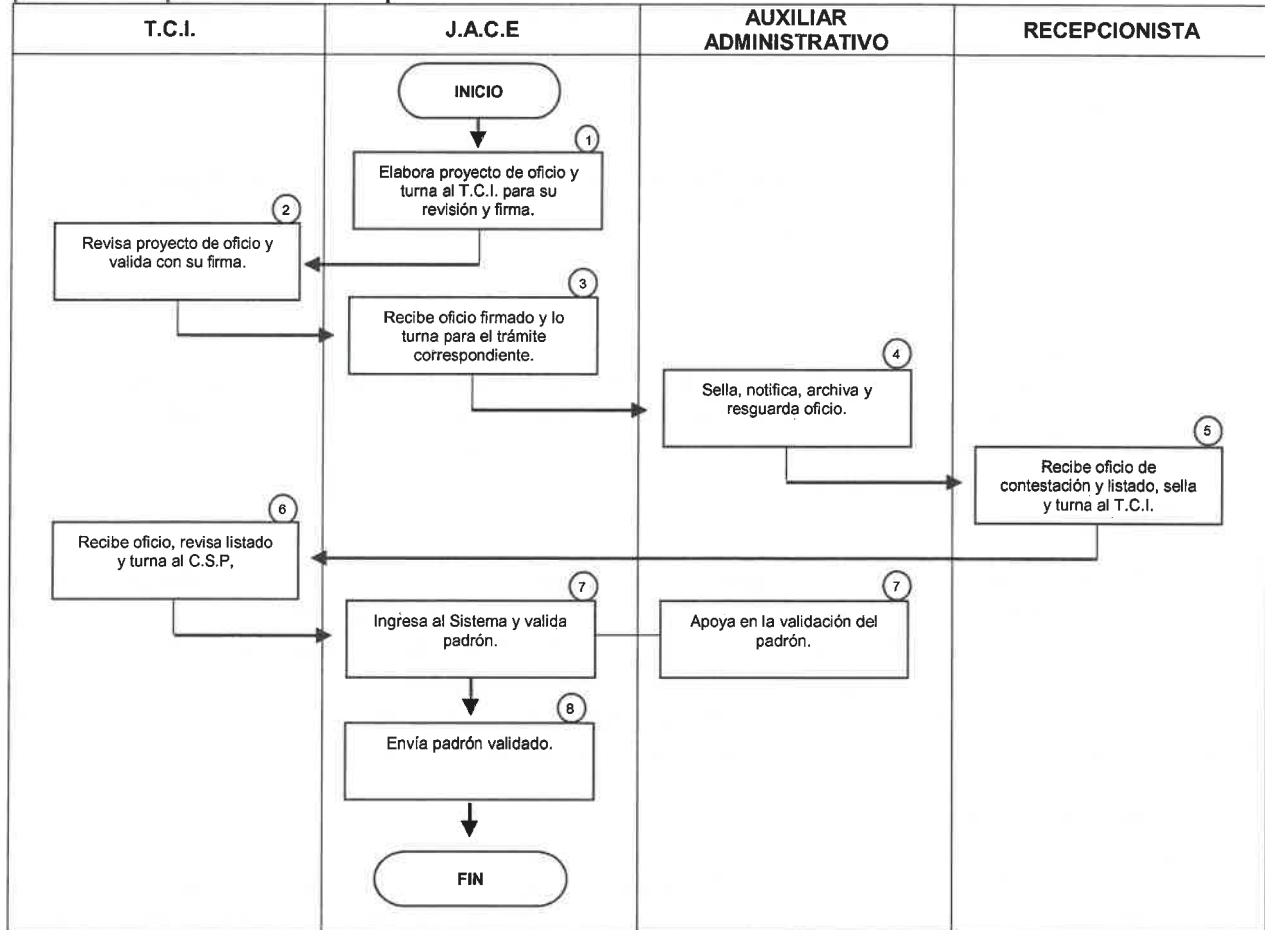 T.C.I.
J.A.C.E
AUXILIAR
ADMINISTRATIVO
RECEPCIONISTA
INICIO
1
Elabora proyecto de oficio y
turna al T.C.I. para su
revisión y firma.
2
Revisa proyecto de oficio y
valida con su firma.
3
Recibe oficio firmado y lo
turna para el trámite
correspondiente.
4
Sella, notifica, archiva y
resguarda oficio.
5
Recibe oficio de
contestación y listado, sella
y turna al T.C.I.
6
Recibe oficio, revisa listado
y turna al C.S.P,
7
Ingresa al Sistema y valida
padrón.
7
Apoya en la validación del
padrón.
8
Envía padrón validado.
FIN